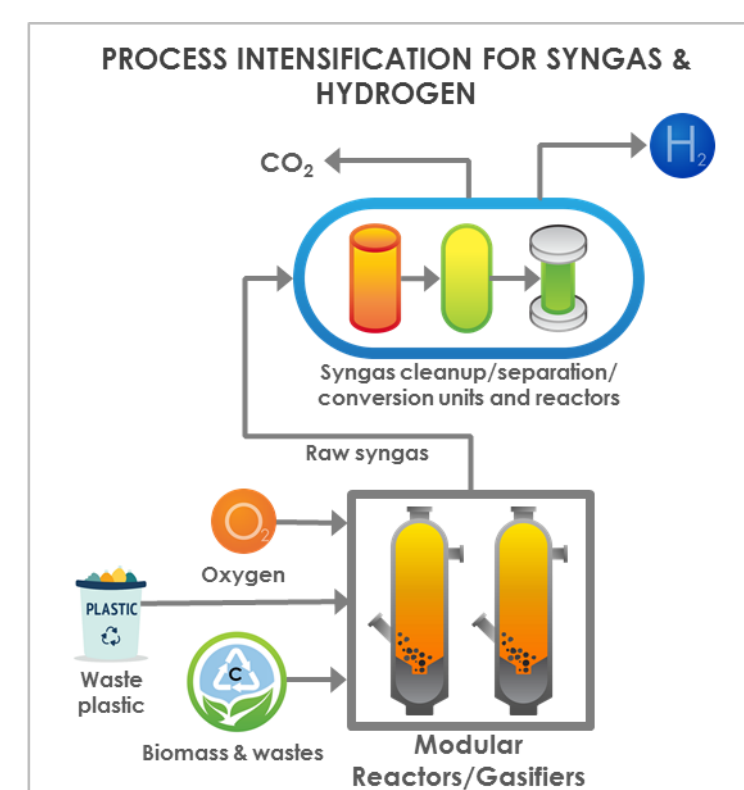 PROCESS INTENSIFICATION FOR SYNGAS &
HYDROGEN
CO₂
H₂
Syngas cleanup/separation/
conversion units and reactors
Raw syngas
O₂
Oxygen
PLASTIC
Waste
plastic
C
Biomass & wastes
Modular
Reactors/Gasifiers